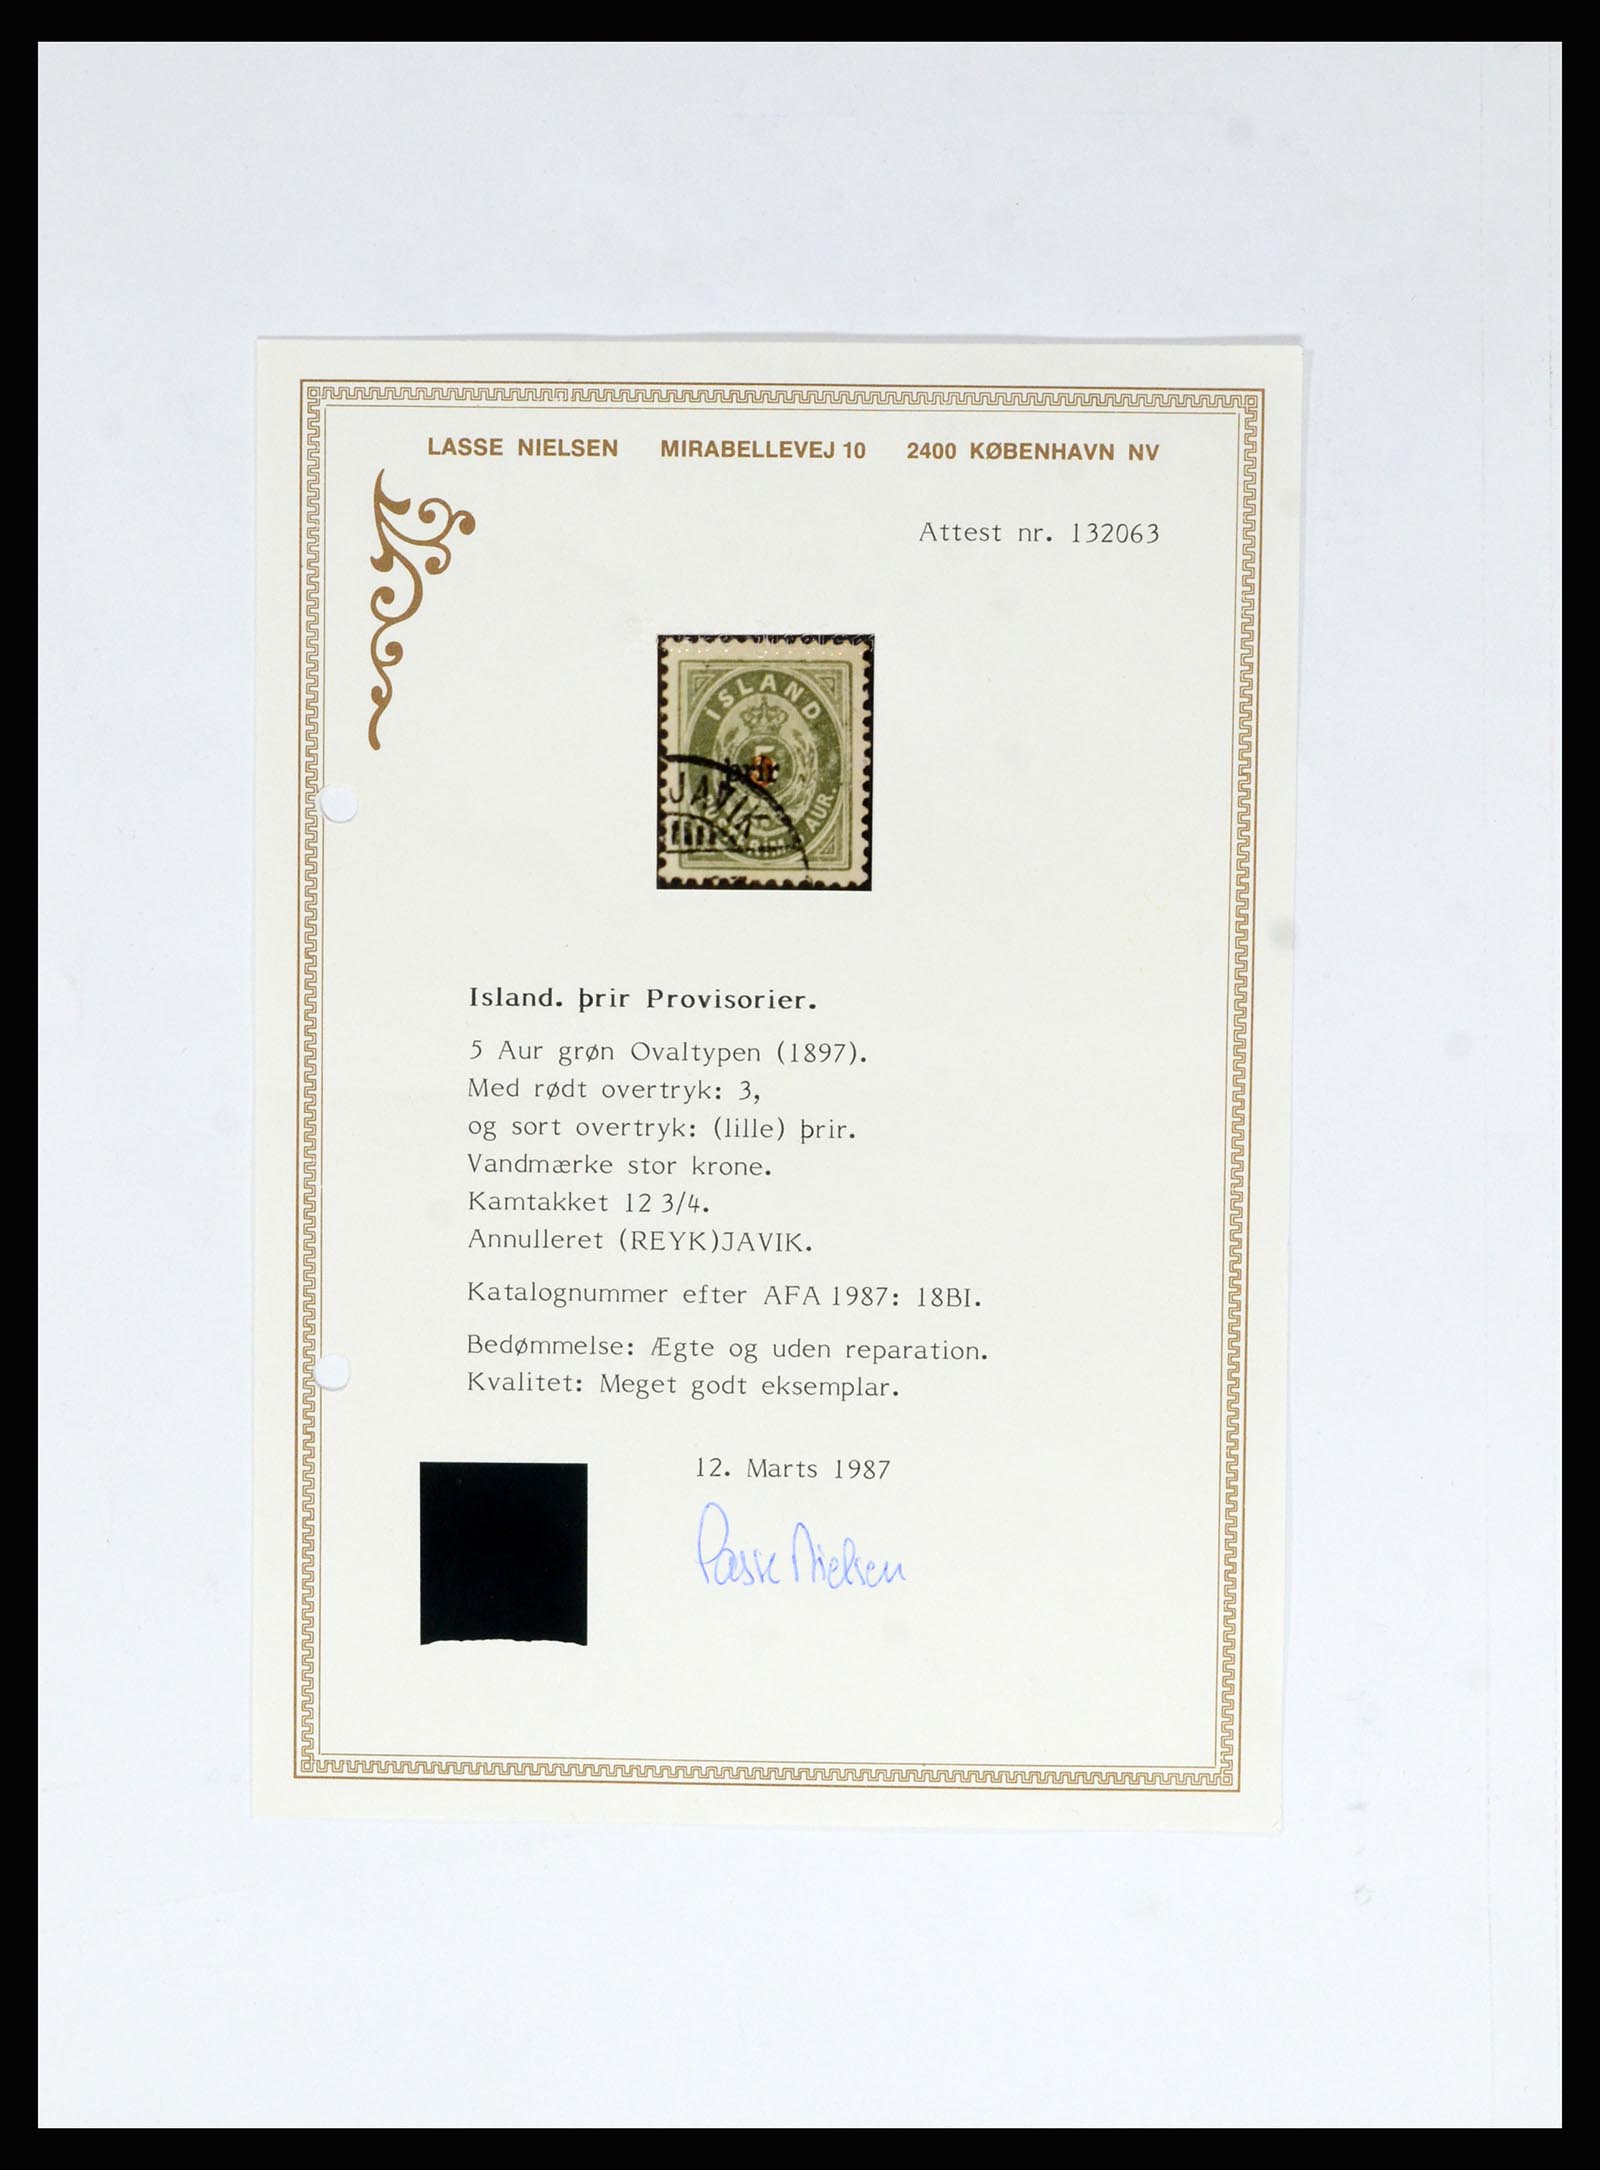 LASSE NIELSEN MIRABELLEVEJ 10 2400 KØBENHAVN NV
Attest nr. 132063
ÍSLAND
5
þrir
JAVIK
AUR.
Island. þrir Provisorier.
5 Aur grøn Ovaltypen (1897).
Med rødt overtryk: 3,
og sort overtryk: (lille) þrir.
Vandmærke stor krone.
Kamtakket 12 3/4.
Annulleret (REYK)JAVIK.
Katalognummer efter AFA 1987: 18BI.
Bedømmelse: Ægte og uden reparation.
Kvalitet: Meget godt eksemplar.
12. Marts 1987
Lasse Nielsen